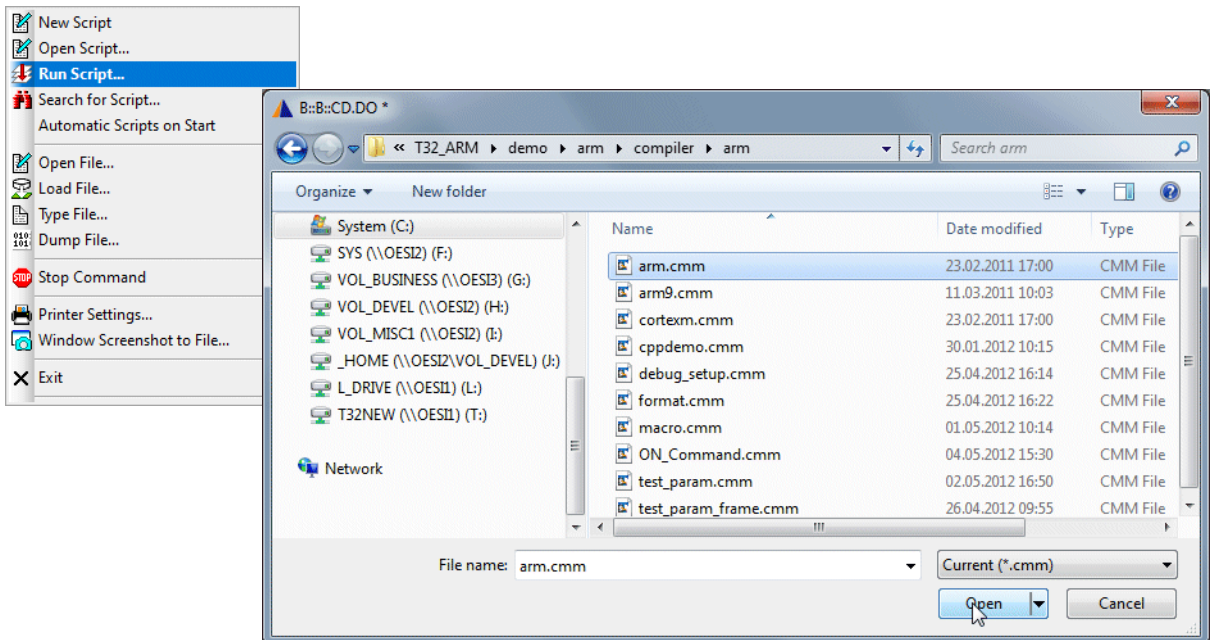 New Script
Open Script...
Run Script...
Search for Script...
Automatic Scripts on Start
Open File...
Load File...
Type File...
Dump File...
STOP Stop Command
Printer Settings...
Window Screenshot to File...
Exit
B::B::CD.DO *
« T32_ARM ▸ demo ▸ arm ▸ compiler ▸ arm
Search arm
Organize ▾ New folder
System (C:)
SYS (\\OESI2) (F:)
VOL_BUSINESS (\\OESI3) (G:)
VOL_DEVEL (\\OESI2) (H:)
VOL_MISC1 (\\OESI2) (I:)
_HOME (\\OESI2\VOL_DEVEL) (J:)
L_DRIVE (\\OESI1) (L:)
T32NEW (\\OESI1) (T:)
Network
Name Date modified Type
arm.cmm 23.02.2011 17:00 CMM File
arm9.cmm 11.03.2011 10:03 CMM File
cortexm.cmm 23.02.2011 17:00 CMM File
cppdemo.cmm 30.01.2012 10:15 CMM File
debug_setup.cmm 25.04.2012 16:14 CMM File
format.cmm 25.04.2012 16:22 CMM File
macro.cmm 01.05.2012 10:14 CMM File
ON_Command.cmm 04.05.2012 15:30 CMM File
test_param.cmm 02.05.2012 16:50 CMM File
test_param_frame.cmm 26.04.2012 09:55 CMM File
File name: arm.cmm Current (*.cmm)
Open Cancel